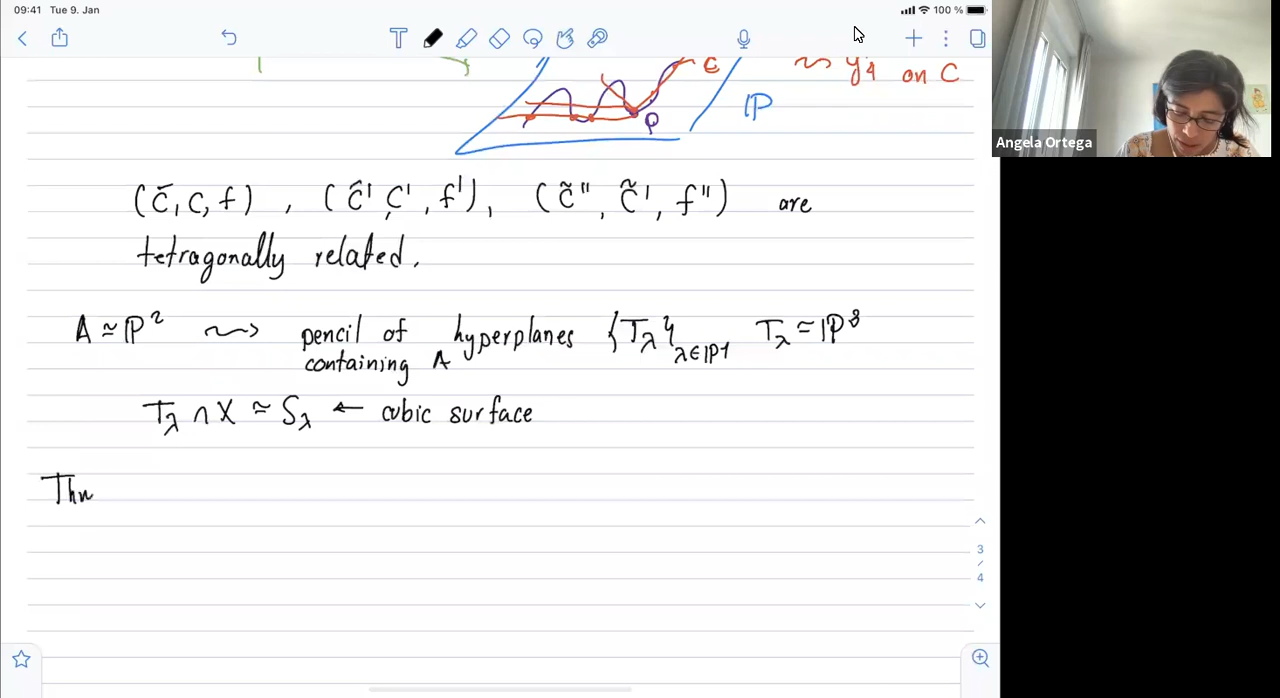 09:41 Tue 9. Jan
100 %
on C
P
ℙ
Angela Ortega
(C̃, C, f), (C̃', C', f'), (C̃'', C̃', f'') are
tetragonally related.
A ≃ ℙ² ⇝ pencil of hyperplanes {T_λ}_λ∈ℙ¹ T_λ ≃ ℙ³
containing A
T_λ ∩ X ≃ S_λ ← cubic surface
Thm
3
/
4